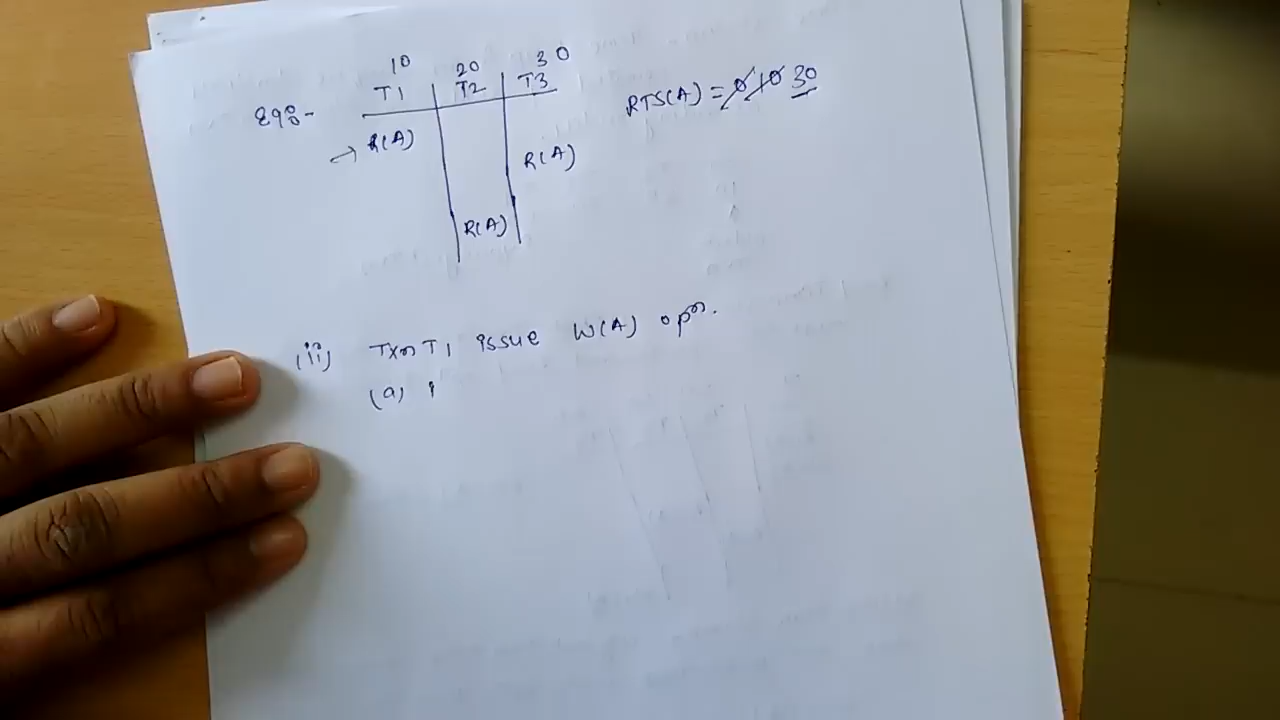 10 20 30
Eg:- T1 T2 T3 RTS(A) = 0 10 30
→ R(A)
R(A)
R(A)
(ii) Txn T1 issue W(A) opn.
(a) i